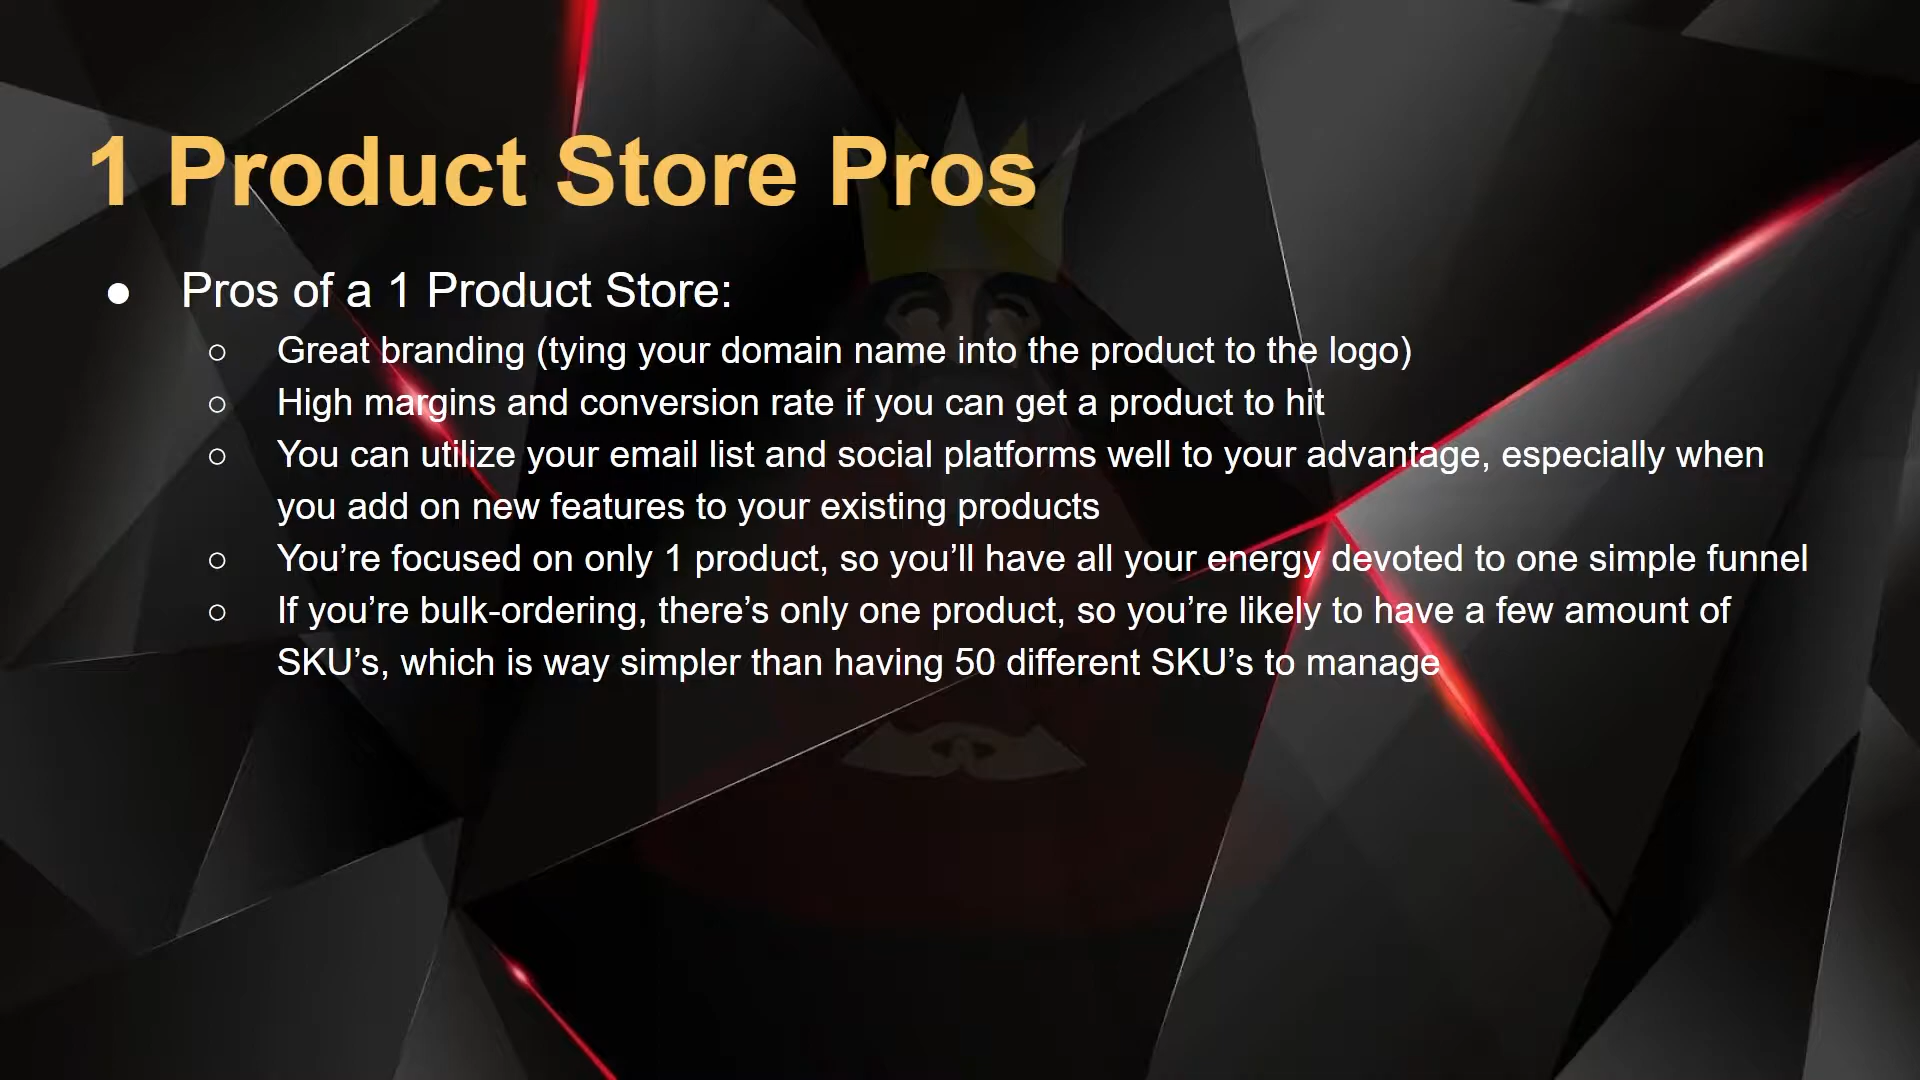 1 Product Store Pros
● Pros of a 1 Product Store:
○ Great branding (tying your domain name into the product to the logo)
○ High margins and conversion rate if you can get a product to hit
○ You can utilize your email list and social platforms well to your advantage, especially when
you add on new features to your existing products
○ You’re focused on only 1 product, so you’ll have all your energy devoted to one simple funnel
○ If you’re bulk-ordering, there’s only one product, so you’re likely to have a few amount of
SKU’s, which is way simpler than having 50 different SKU’s to manage